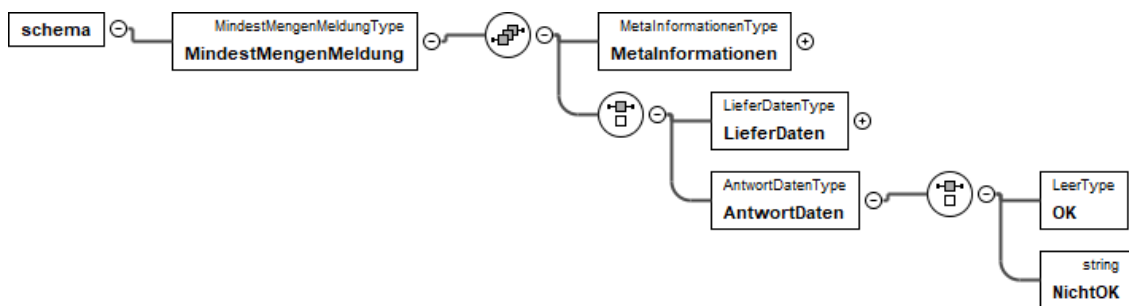 schema
MindestMengenMeldungType
MindestMengenMeldung
MetaInformationenType
MetaInformationen
LieferDatenType
LieferDaten
AntwortDatenType
AntwortDaten
LeerType
OK
string
NichtOK